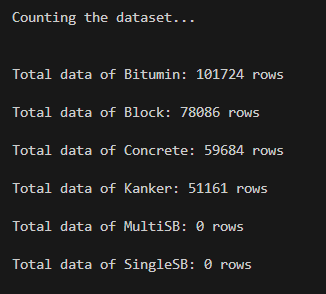 Counting the dataset...
Total data of Bitumin: 101724 rows
Total data of Block: 78086 rows
Total data of Concrete: 59684 rows
Total data of Kanker: 51161 rows
Total data of MultiSB: 0 rows
Total data of SingleSB: 0 rows